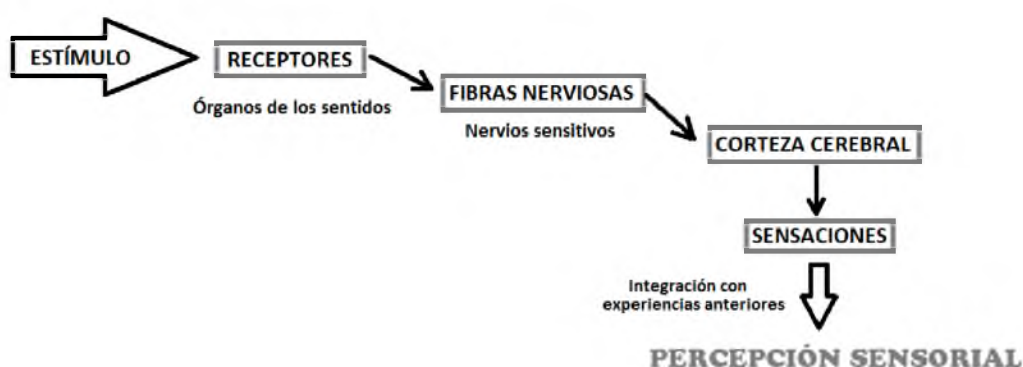 ESTÍMULO
RECEPTORES
Órganos de los sentidos
FIBRAS NERVIOSAS
Nervios sensitivos
CORTEZA CEREBRAL
SENSACIONES
Integración con
experiencias anteriores
PERCEPCIÓN SENSORIAL